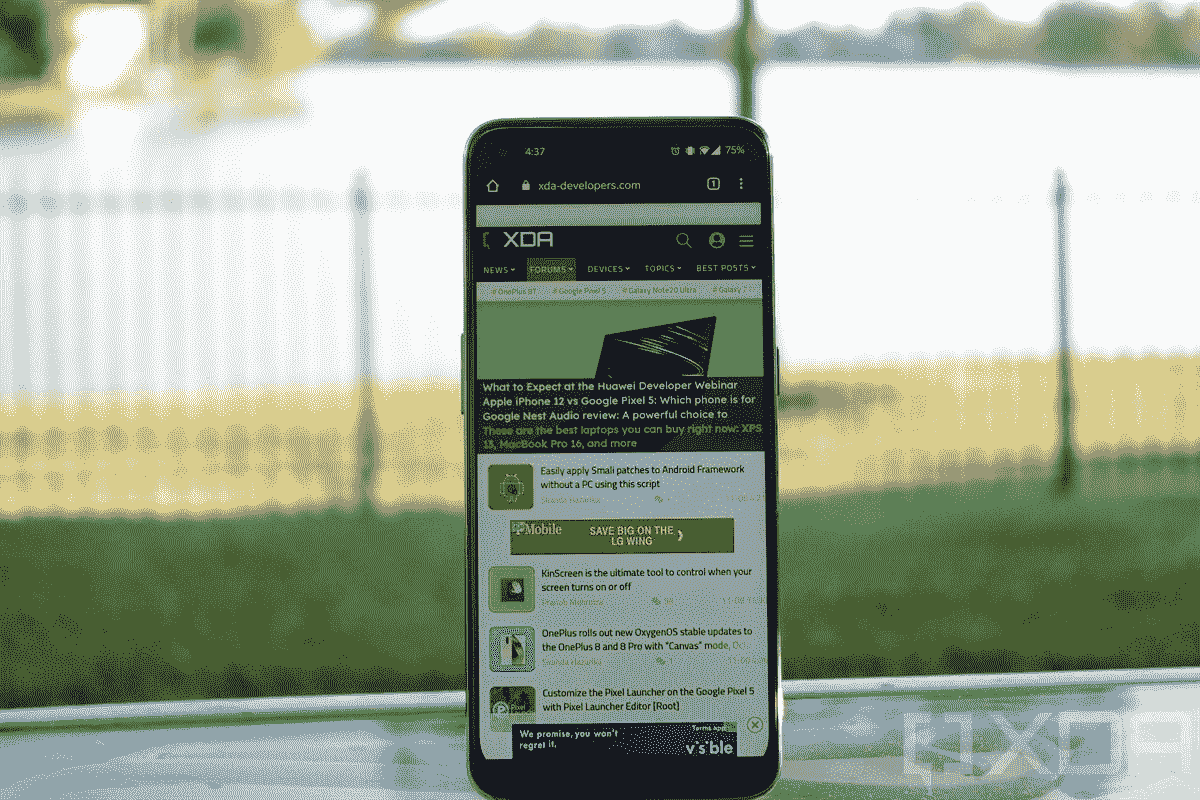 4:37
75%
xda-developers.com
1
XDA
NEWS
FORUMS
DEVICES
TOPICS
BEST POSTS
# OnePlus 8T # Google Pixel 5 # Galaxy Note20 Ultra # Galaxy Z
What to Expect at the Huawei Developer Webinar
Apple iPhone 12 vs Google Pixel 5: Which phone is for
Google Nest Audio review: A powerful choice to
These are the best laptops you can buy right now: XPS
13, MacBook Pro 16, and more
Easily apply Smali patches to Android Framework
without a PC using this script
Mobile
SAVE BIG ON THE
LG WING
KinScreen is the ultimate tool to control when your
screen turns on or off
OnePlus rolls out new OxygenOS stable updates to
the OnePlus 8 and 8 Pro with "Canvas" mode, Oct.
Customize the Pixel Launcher on the Google Pixel 5
with Pixel Launcher Editor [Root]
We promise, you won't
regret it.
Terms app
visible
XDA